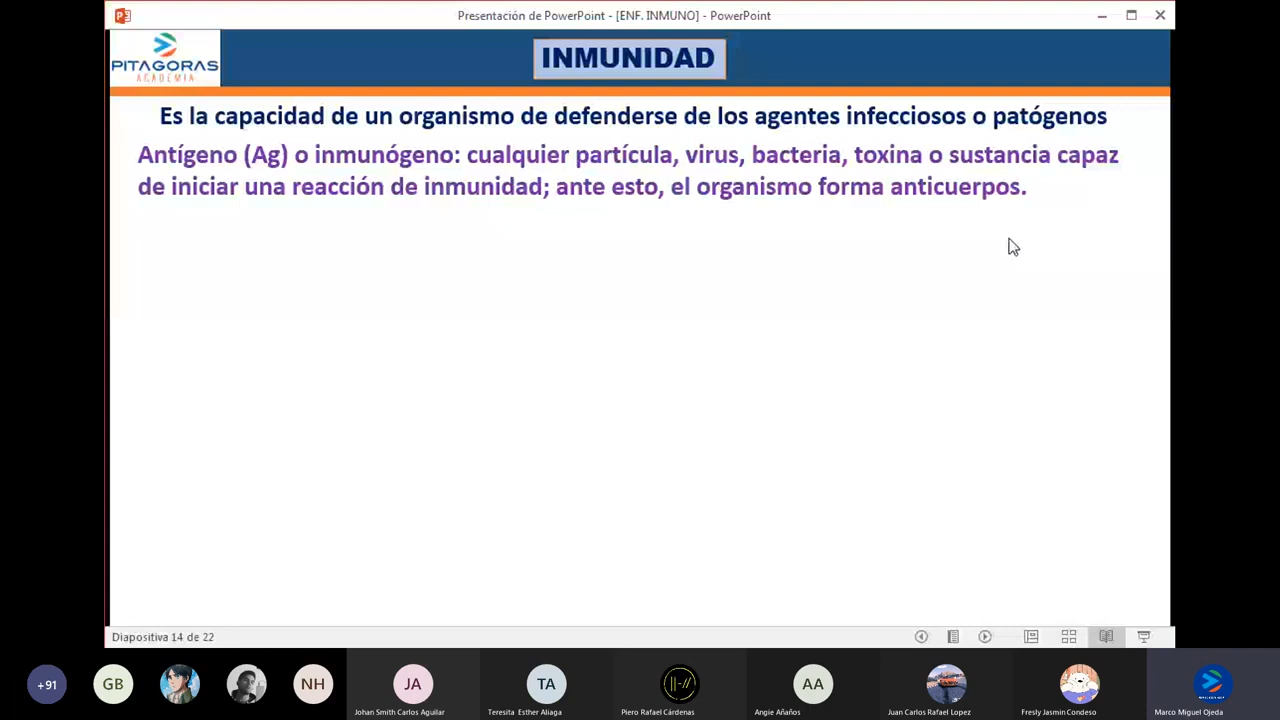 Presentación de PowerPoint - [ENF. INMUNO] - PowerPoint
PITAGORAS
ACADEMIA
INMUNIDAD
Es la capacidad de un organismo de defenderse de los agentes infecciosos o patógenos
Antígeno (Ag) o inmunógeno: cualquier partícula, virus, bacteria, toxina o sustancia capaz
de iniciar una reacción de inmunidad; ante esto, el organismo forma anticuerpos.
Diapositiva 14 de 22
+91
GB
NH
JA
TA
AA
Johan Smith Carlos Aguilar
Teresita Esther Aliaga
Piero Rafael Cárdenas
Angie Añaños
Juan Carlos Rafael Lopez
Fresly Jasmin Condeso
Marco Miguel Ojeda